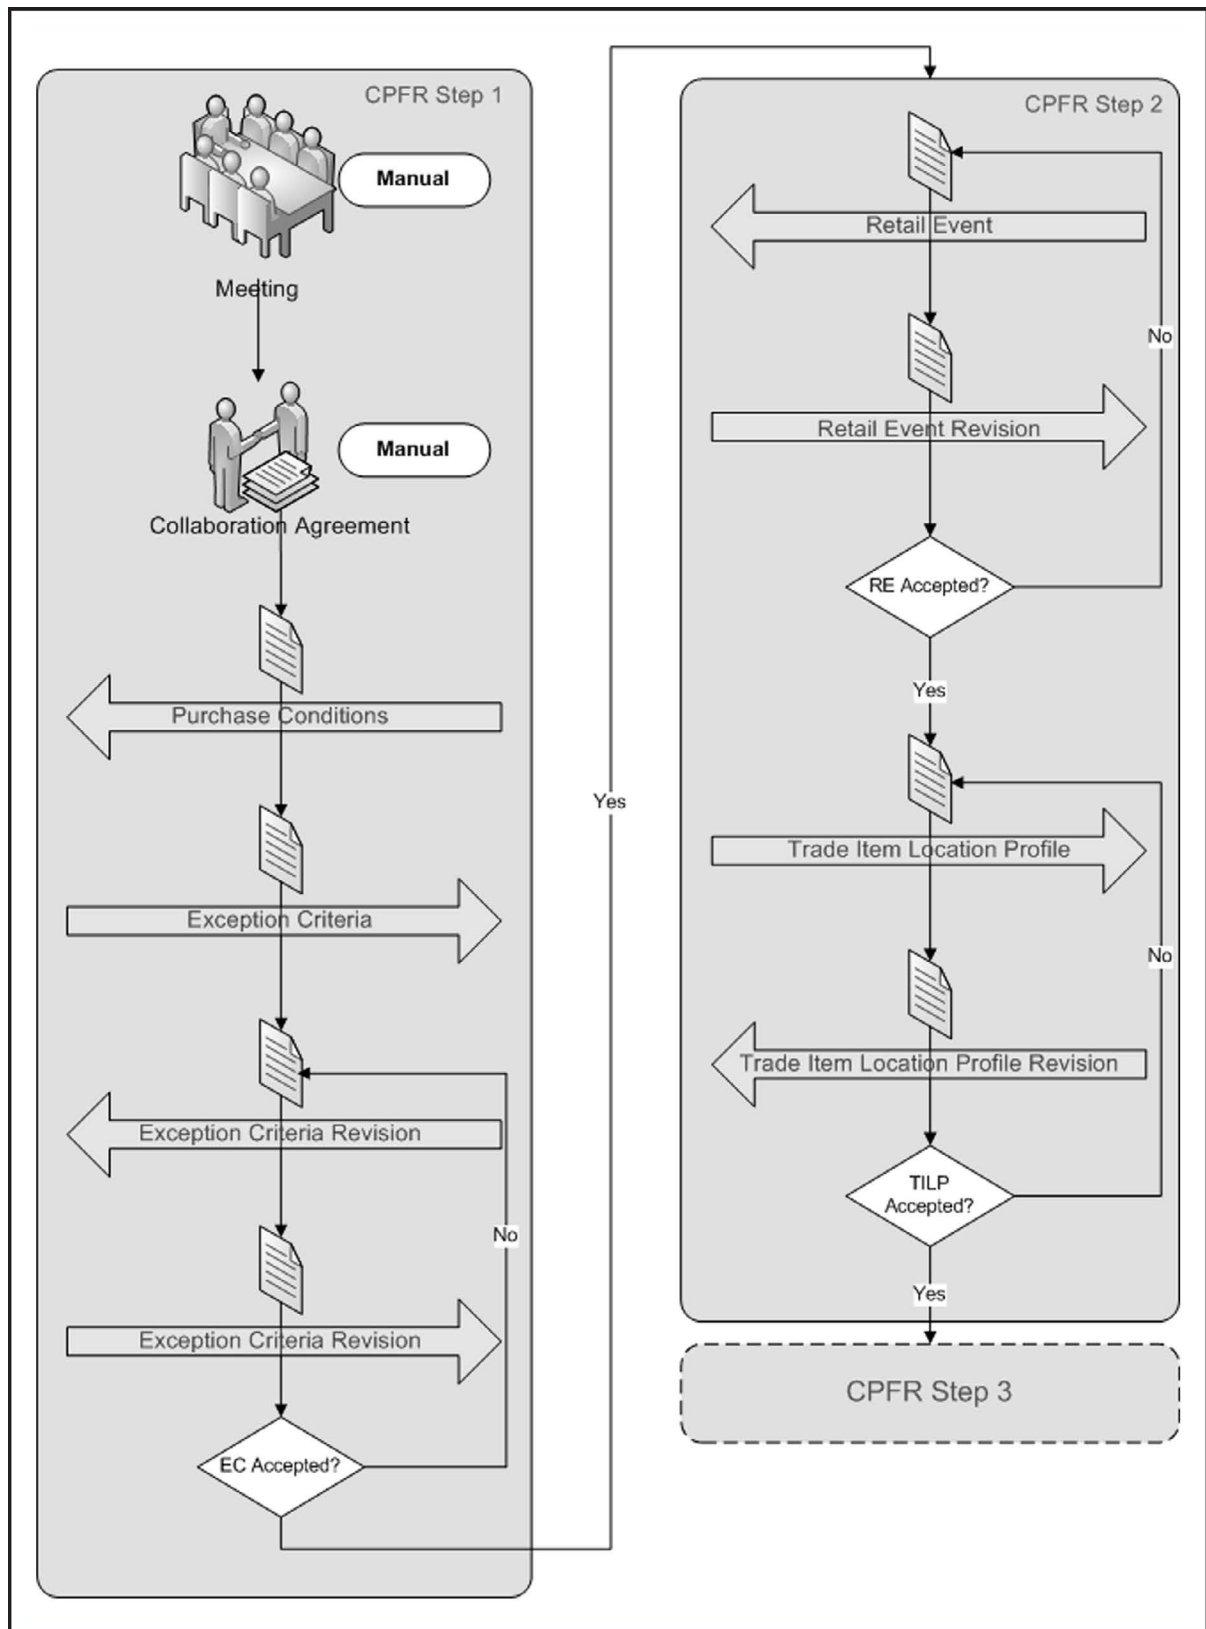 CPFR Step 1
Manual
Meeting
Manual
Collaboration Agreement
Purchase Conditions
Exception Criteria
Exception Criteria Revision
No
Exception Criteria Revision
EC Accepted?
Yes
CPFR Step 2
Retail Event
No
Retail Event Revision
RE Accepted?
Yes
Trade Item Location Profile
No
Trade Item Location Profile Revision
TILP
Accepted?
Yes
CPFR Step 3